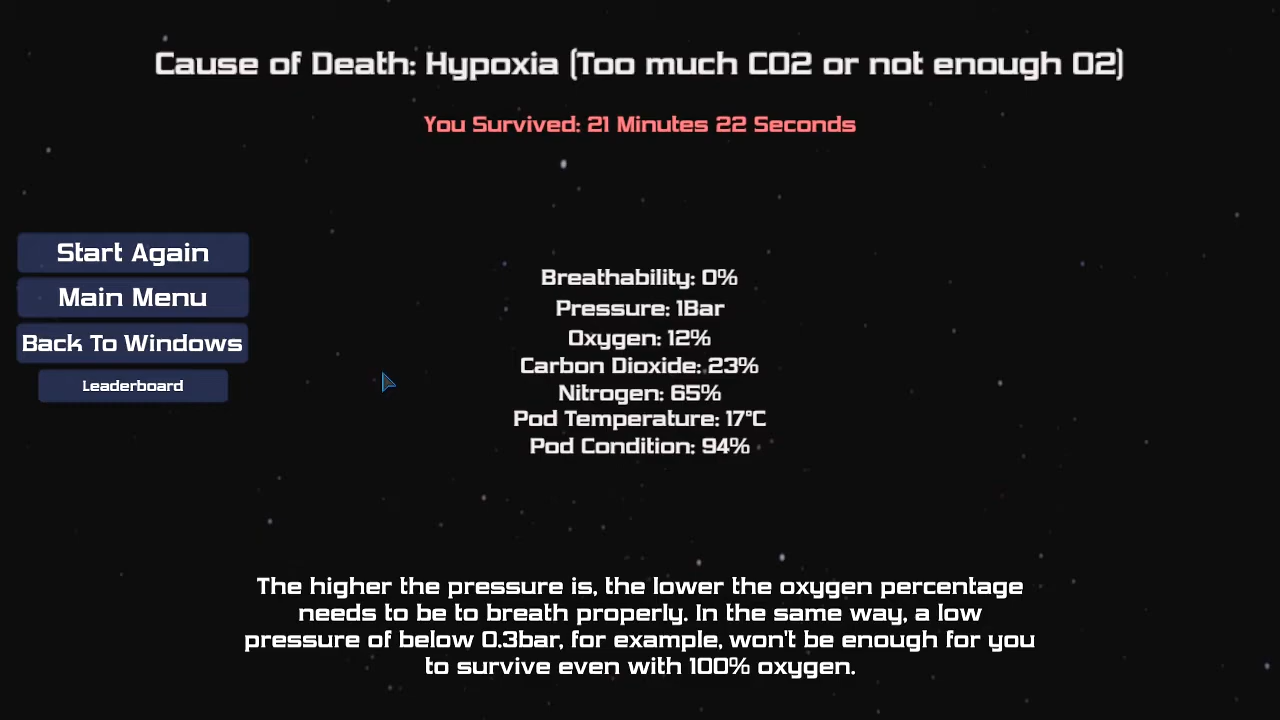 Cause of Death: Hypoxia (Too much CO2 or not enough O2)
You Survived: 21 Minutes 22 Seconds
Start Again
Main Menu
Back To Windows
Leaderboard
Breathability: 0%
Pressure: 1Bar
Oxygen: 12%
Carbon Dioxide: 23%
Nitrogen: 65%
Pod Temperature: 17°C
Pod Condition: 94%
The higher the pressure is, the lower the oxygen percentage
needs to be to breath properly. In the same way, a low
pressure of below 0.3bar, for example, won't be enough for you
to survive even with 100% oxygen.